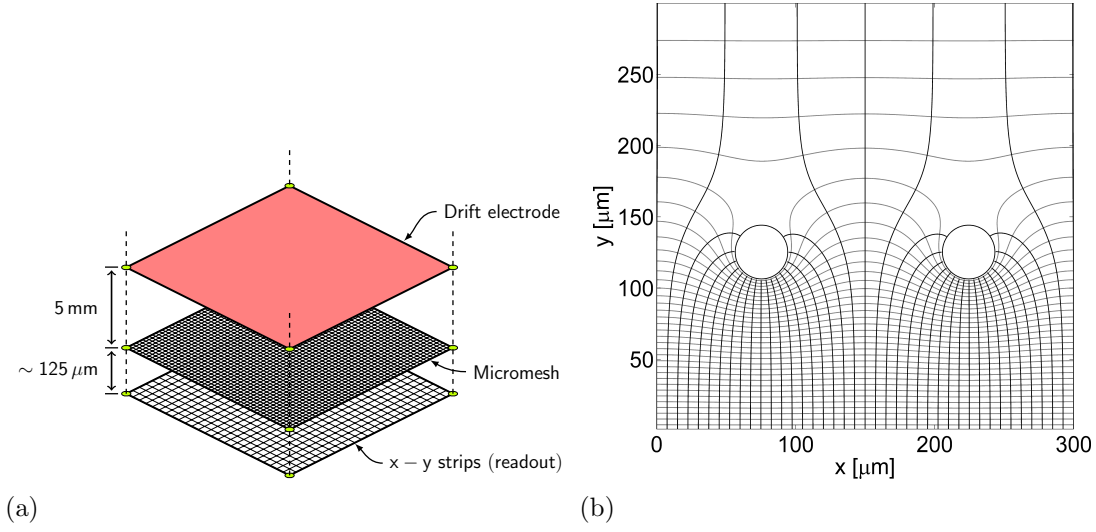 Drift electrode
5 mm
Micromesh
~ 125 μm
x – y strips (readout)
(a)
250
200
150
100
50
y [μm]
0
100
200
300
x [μm]
(b)